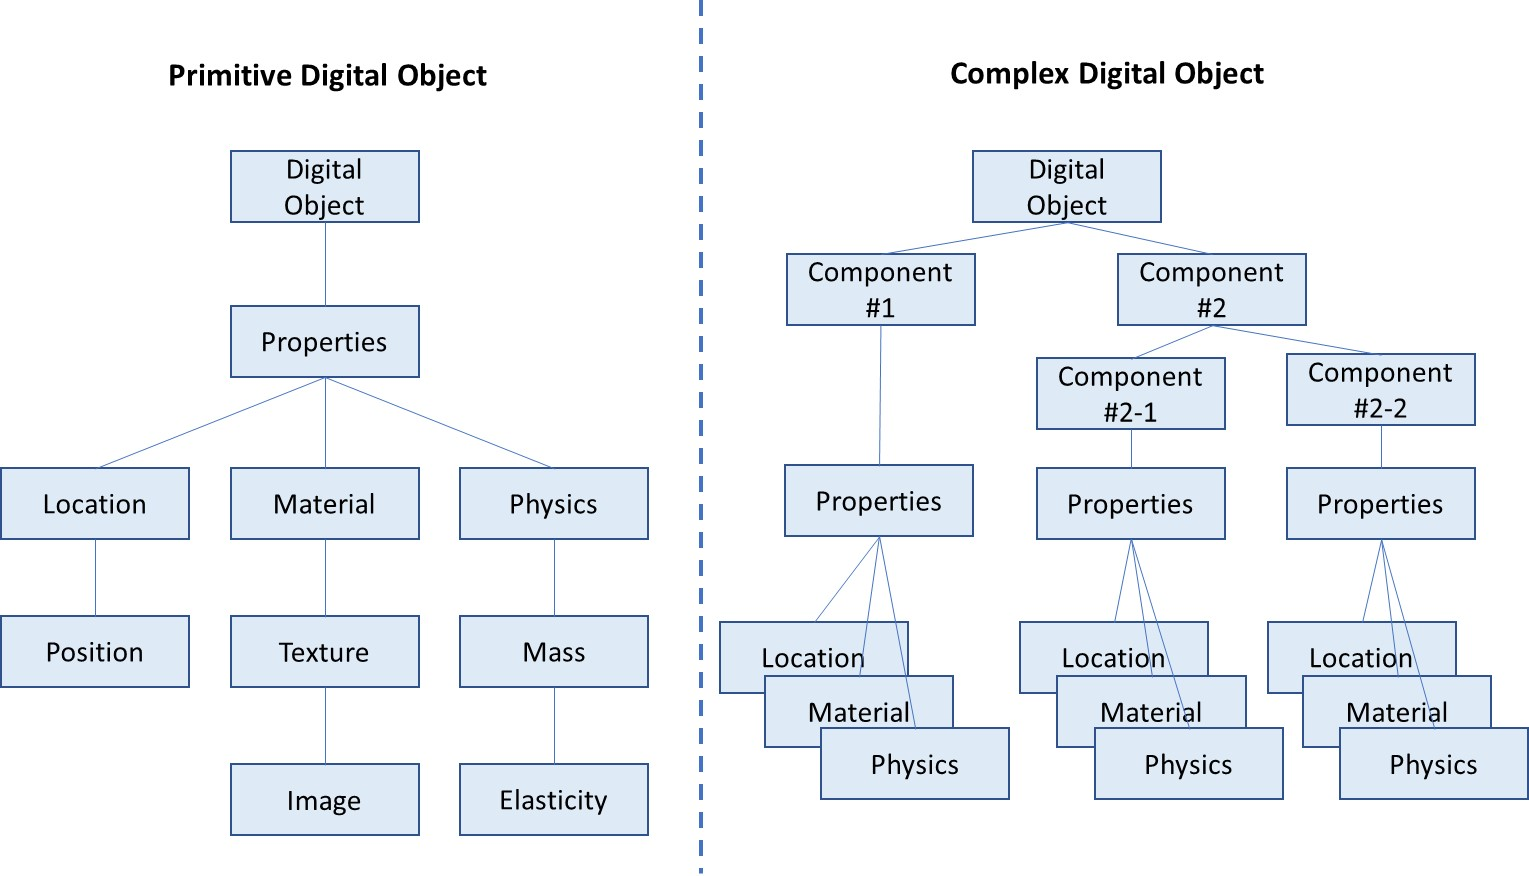 Primitive Digital Object
Digital
Object
Properties
Location
Material
Physics
Position
Texture
Mass
Image
Elasticity
Complex Digital Object
Digital
Object
Component
#1
Component
#2
Component
#2-1
Component
#2-2
Properties
Properties
Properties
Location
Material
Physics
Location
Material
Physics
Location
Material
Physics